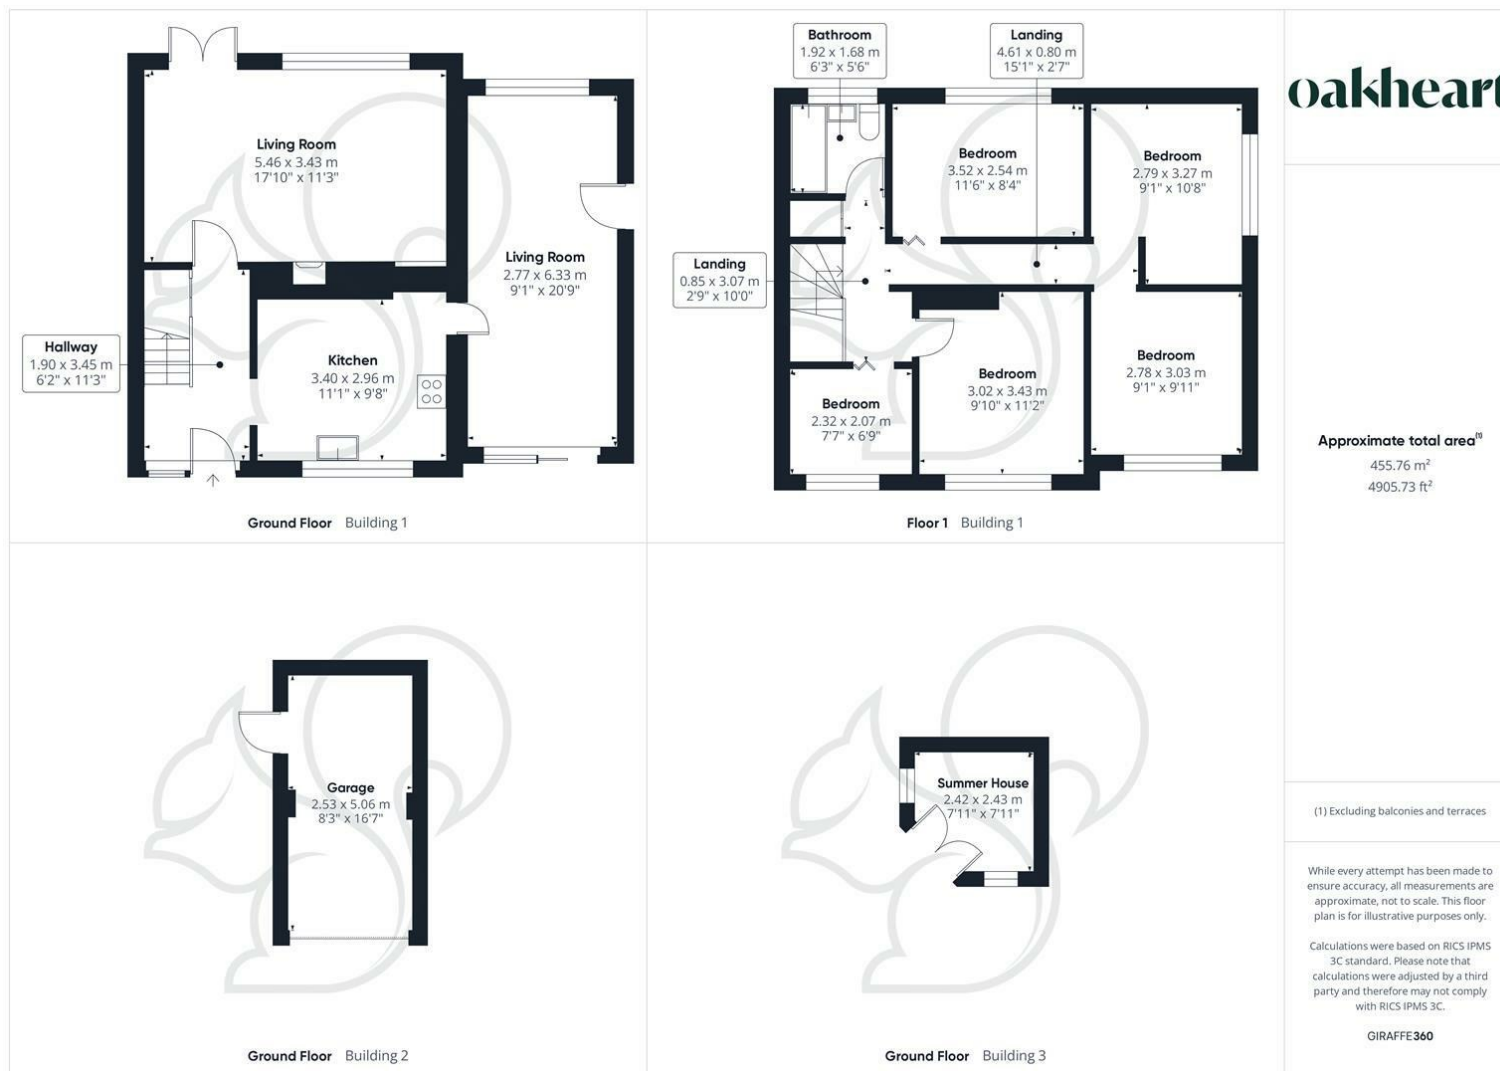 Living Room
5.46 x 3.43 m
17'10" x 11'3"
Living Room
2.77 x 6.33 m
9'1" x 20'9"
Hallway
1.90 x 3.45 m
6'2" x 11'3"
Kitchen
3.40 x 2.96 m
11'1" x 9'8"
Ground Floor Building 1
Bathroom
1.92 x 1.68 m
6'3" x 5'6"
Landing
4.61 x 0.80 m
15'1" x 2'7"
Bedroom
3.52 x 2.54 m
11'6" x 8'4"
Bedroom
2.79 x 3.27 m
9'1" x 10'8"
Landing
0.85 x 3.07 m
2'9" x 10'0"
Bedroom
2.32 x 2.07 m
7'7" x 6'9"
Bedroom
3.02 x 3.43 m
9'10" x 11'2"
Bedroom
2.78 x 3.03 m
9'1" x 9'11"
Floor 1 Building 1
Garage
2.53 x 5.06 m
8'3" x 16'7"
Ground Floor Building 2
Summer House
2.42 x 2.43 m
7'11" x 7'11"
Ground Floor Building 3
oakheart
Approximate total area(1)
455.76 m²
4905.73 ft²
(1) Excluding balconies and terraces
While every attempt has been made to
ensure accuracy, all measurements are
approximate, not to scale. This floor
plan is for illustrative purposes only.
Calculations were based on RICS IPMS
3C standard. Please note that
calculations were adjusted by a third
party and therefore may not comply
with RICS IPMS 3C.
GIRAFFE360